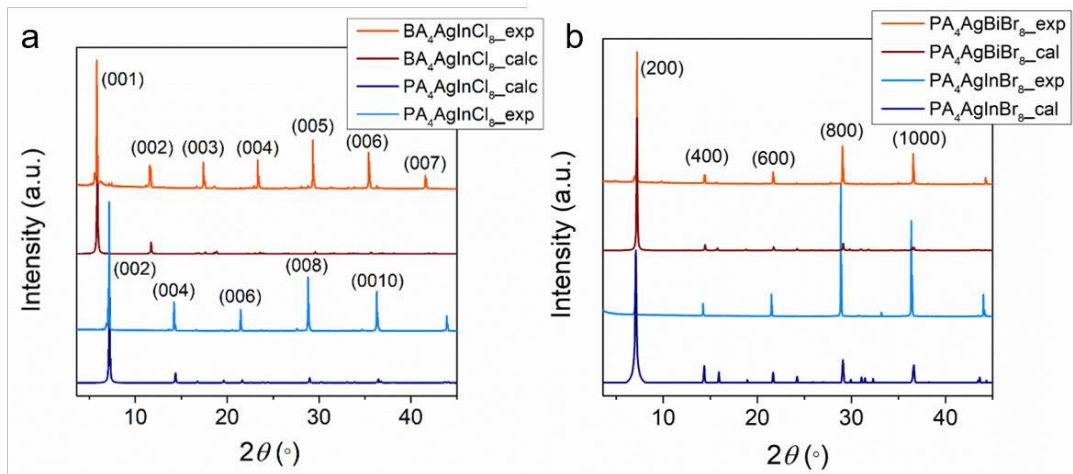 a
BA₄AgInCl₈_exp
BA₄AgInCl₈_calc
PA₄AgInCl₈_calc
PA₄AgInCl₈_exp
(001)
(002)
(003)
(004)
(005)
(006)
(007)
(002)
(004)
(006)
(008)
(0010)
Intensity (a.u.)
10
20
30
40
2θ (°)
b
PA₄AgBiBr₈_exp
PA₄AgBiBr₈_cal
PA₄AgInBr₈_exp
PA₄AgInBr₈_cal
(200)
(400)
(600)
(800)
(1000)
Intensity (a.u.)
10
20
30
40
2θ (°)